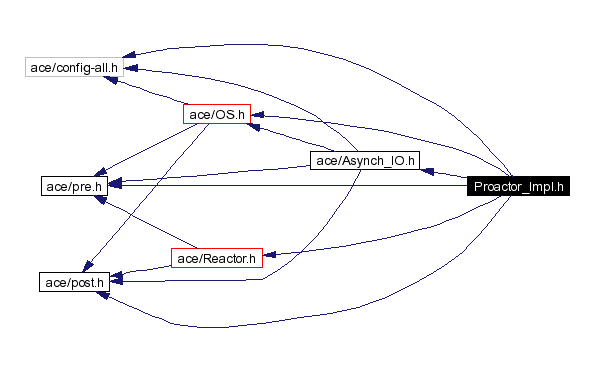 ace/config-all.h
ace/OS.h
ace/Asynch_IO.h
ace/pre.h
Proactor_Impl.h
ace/Reactor.h
ace/post.h